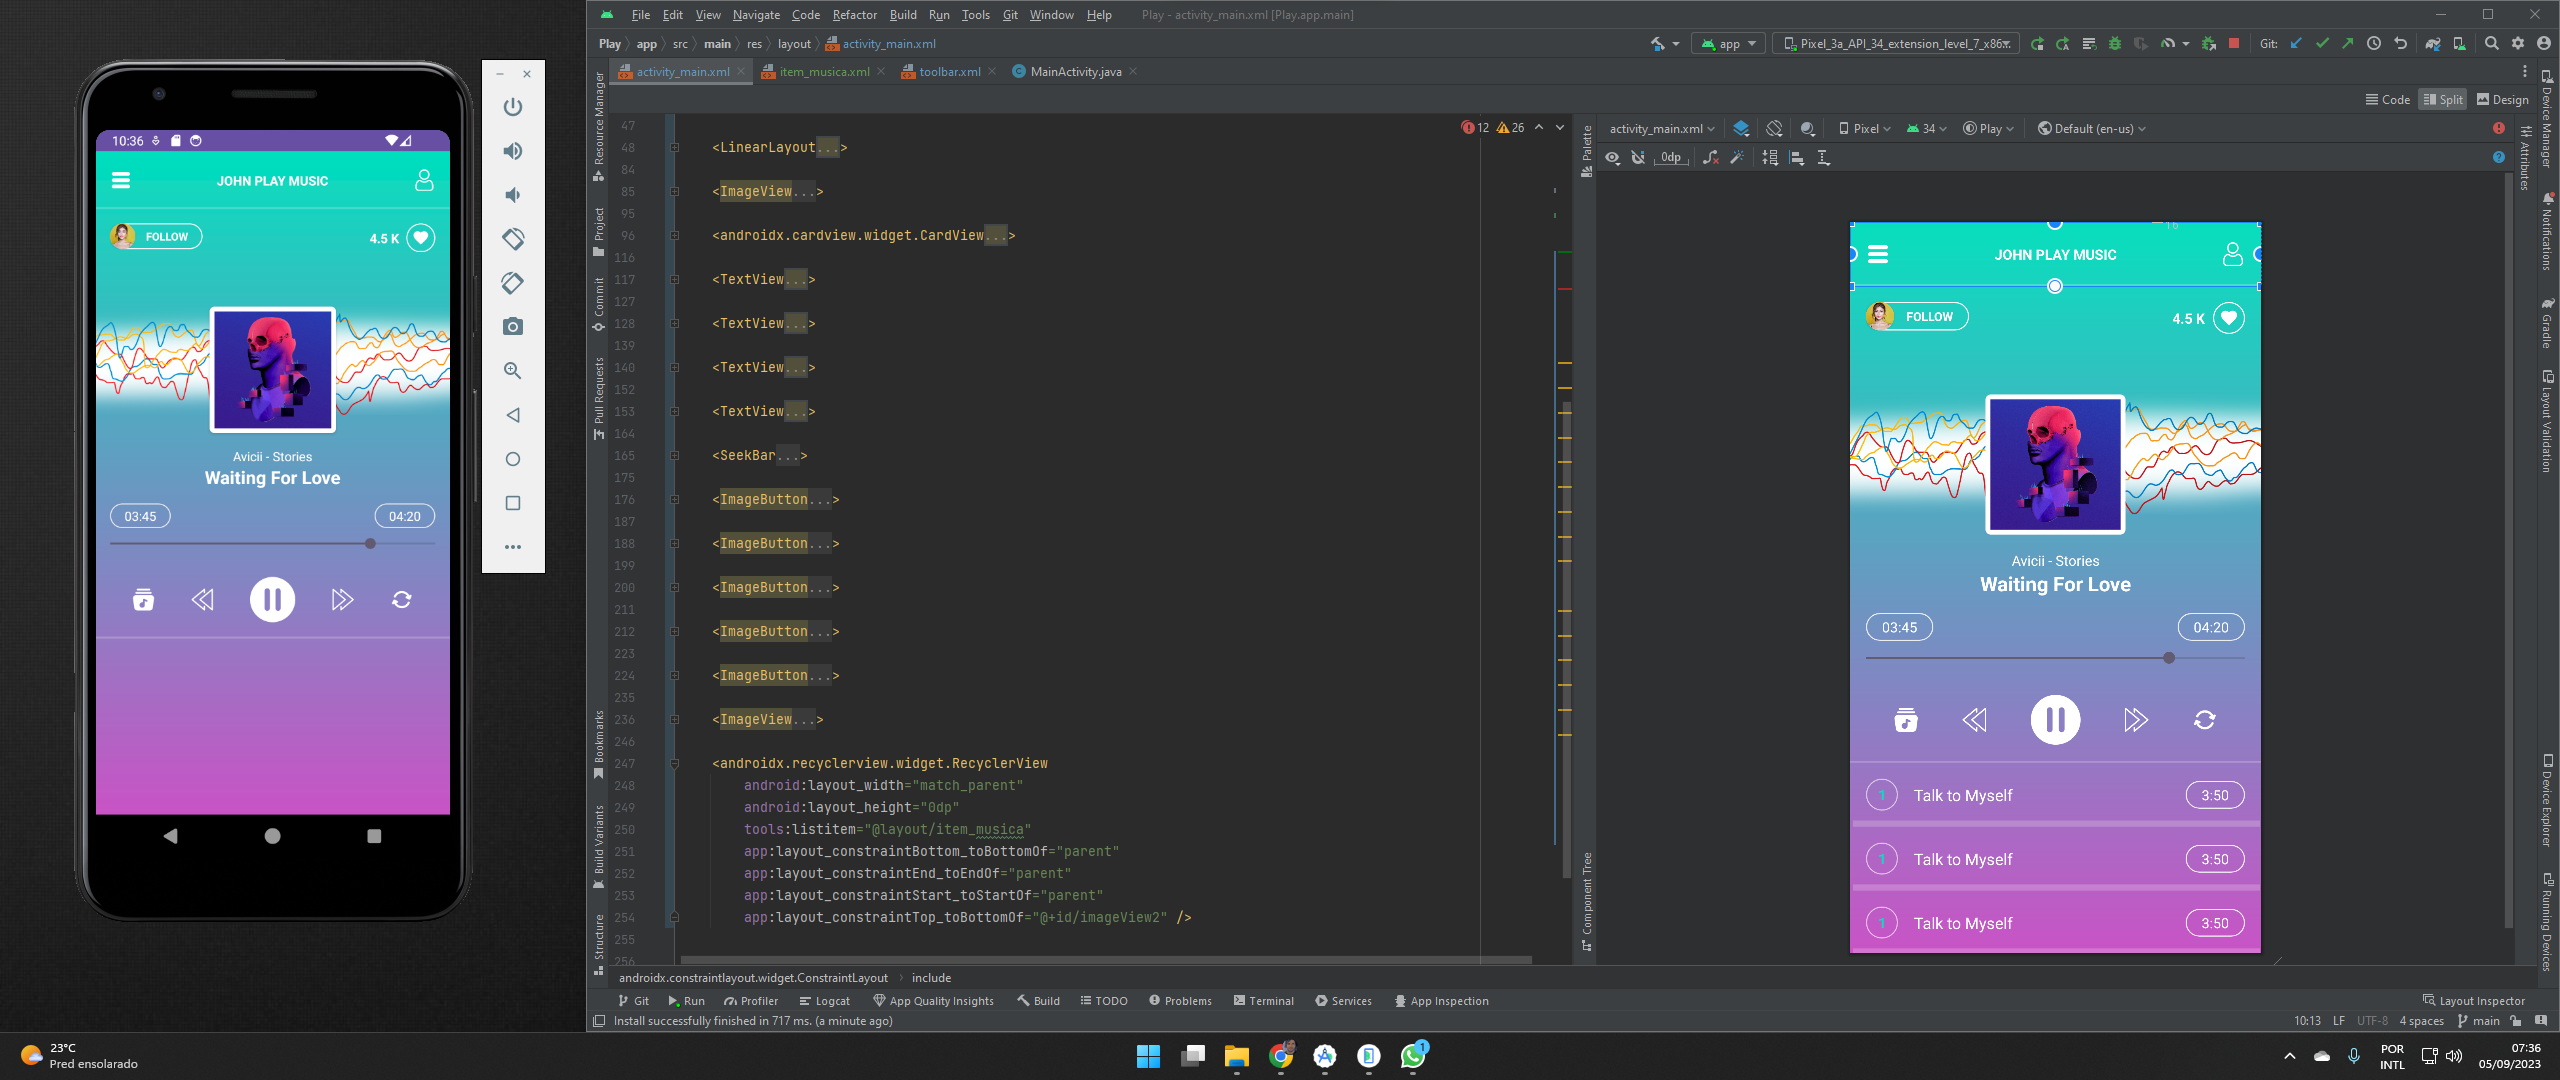 File Edit View Navigate Code Refactor Build Run Tools Git Window Help Play - activity_main.xml [Play.app.main]
Play app src main res layout activity_main.xml
app Pixel_3a_API_34_extension_level_7_x86... Git:
activity_main.xml item_musica.xml toolbar.xml MainActivity.java
Code Split Design
Resource Manager
Project
Commit
Pull Requests
Bookmarks
Build Variants
Structure
10:36
JOHN PLAY MUSIC
FOLLOW 4.5 K
Avicii - Stories
Waiting For Love
03:45 04:20
12 26
47
48 <LinearLayout...>
84
85 <ImageView...>
95
96 <androidx.cardview.widget.CardView...>
116
117 <TextView...>
127
128 <TextView...>
139
140 <TextView...>
152
153 <TextView...>
164
165 <SeekBar...>
175
176 <ImageButton...>
187
188 <ImageButton...>
199
200 <ImageButton...>
211
212 <ImageButton...>
223
224 <ImageButton...>
235
236 <ImageView...>
246
247 <androidx.recyclerview.widget.RecyclerView
248 android:layout_width="match_parent"
249 android:layout_height="0dp"
250 tools:listitem="@layout/item_musica"
251 app:layout_constraintBottom_toBottomOf="parent"
252 app:layout_constraintEnd_toEndOf="parent"
253 app:layout_constraintStart_toStartOf="parent"
254 app:layout_constraintTop_toBottomOf="@+id/imageView2" />
255
256
Palette
Component Tree
activity_main.xml Pixel 34 Play Default (en-us)
0dp
16
JOHN PLAY MUSIC
FOLLOW 4.5 K
Avicii - Stories
Waiting For Love
03:45 04:20
1 Talk to Myself 3:50
1 Talk to Myself 3:50
1 Talk to Myself 3:50
Attributes
Device Manager
Notifications
Gradle
Layout Validation
Device Explorer
Running Devices
androidx.constraintlayout.widget.ConstraintLayout include
Git Run Profiler Logcat App Quality Insights Build TODO Problems Terminal Services App Inspection Layout Inspector
Install successfully finished in 717 ms. (a minute ago) 10:13 LF UTF-8 4 spaces main
23°C
Pred ensolarado
1
POR
INTL
07:36
05/09/2023